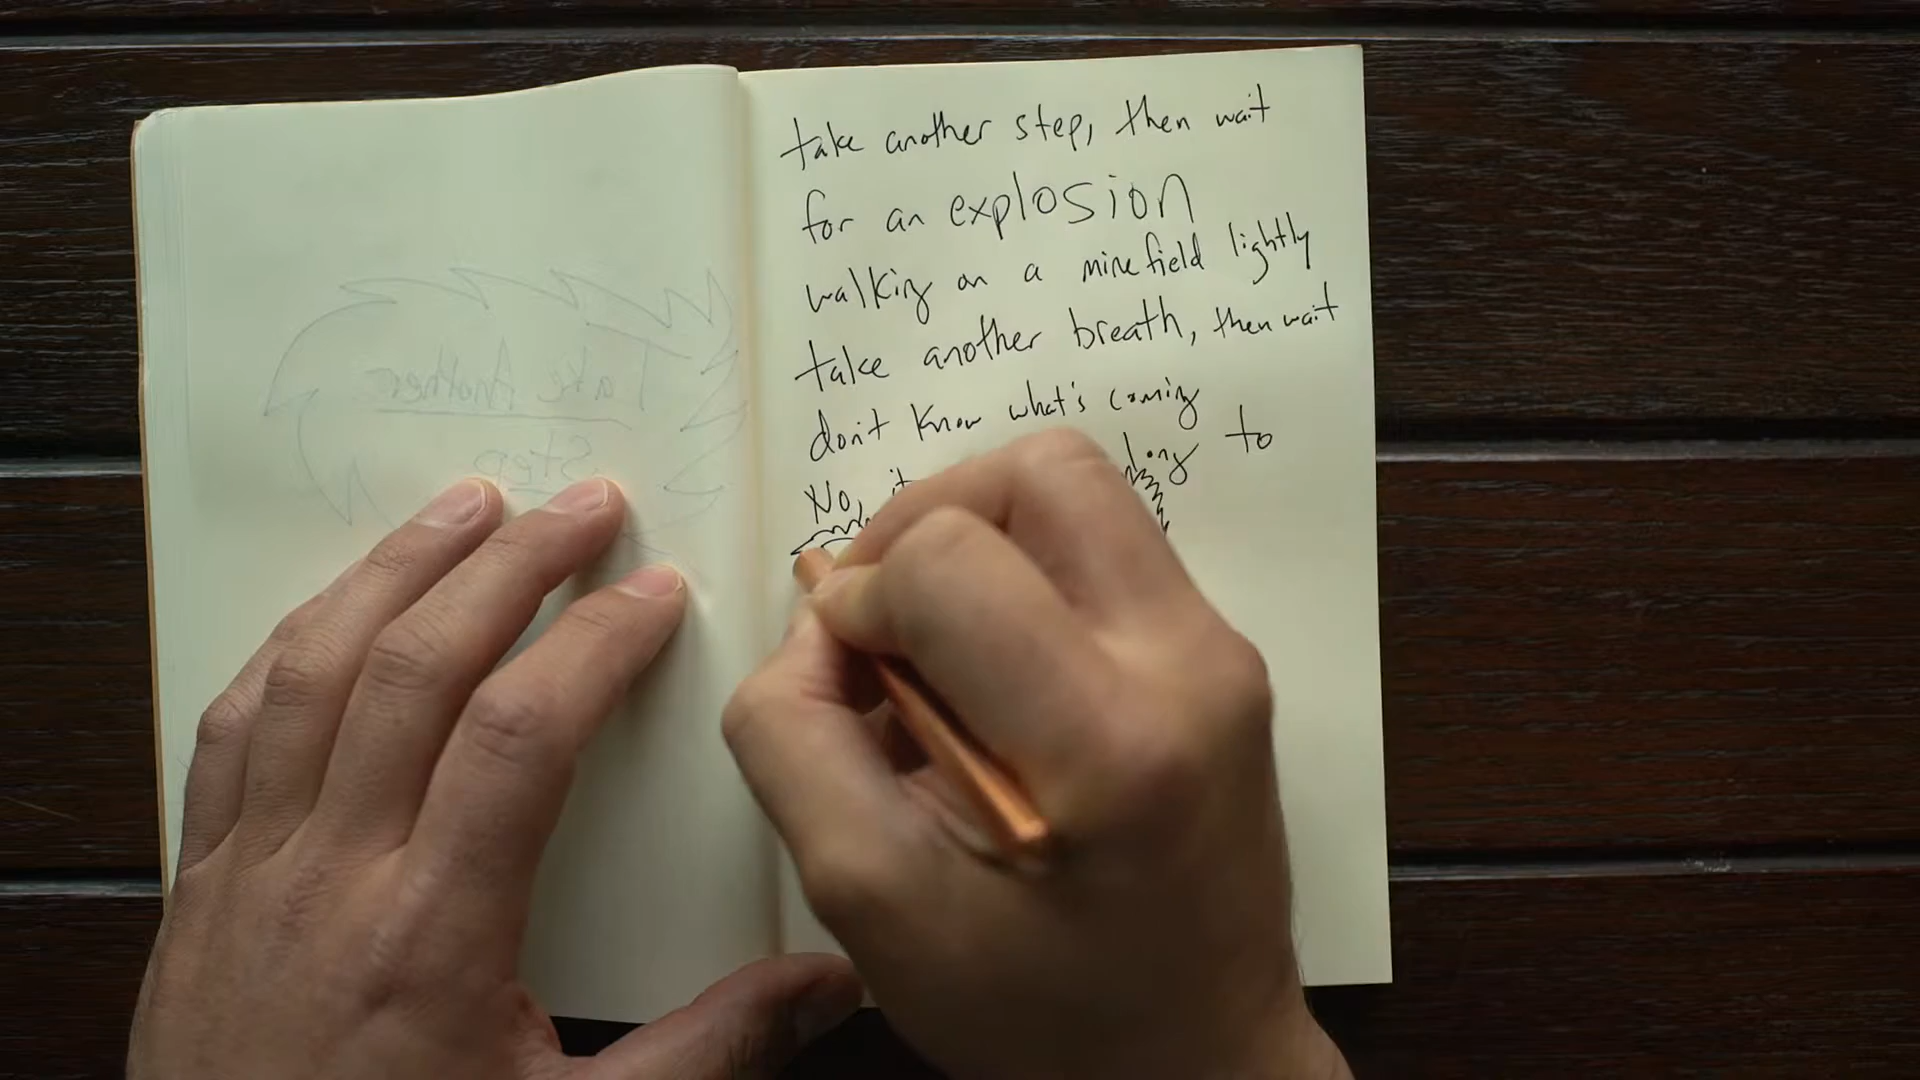 Take Another
Step
take another step, then wait
for an explosion
walking on a minefield lightly
take another breath, then wait
don't know what's coming
No, long to